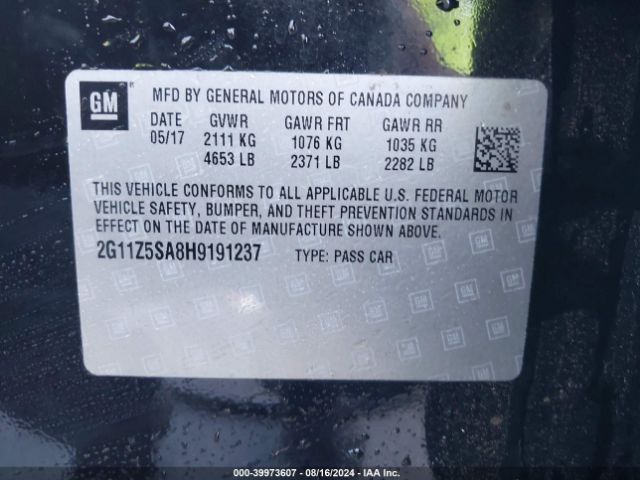 GM
MFD BY GENERAL MOTORS OF CANADA COMPANY
DATE GVWR GAWR FRT GAWR RR
05/17 2111 KG 1076 KG 1035 KG
4653 LB 2371 LB 2282 LB
THIS VEHICLE CONFORMS TO ALL APPLICABLE U.S. FEDERAL MOTOR
VEHICLE SAFETY, BUMPER, AND THEFT PREVENTION STANDARDS IN
EFFECT ON THE DATE OF MANUFACTURE SHOWN ABOVE.
2G11Z5SA8H9191237 TYPE: PASS CAR
000-39973607 - 08/16/2024 - IAA Inc.